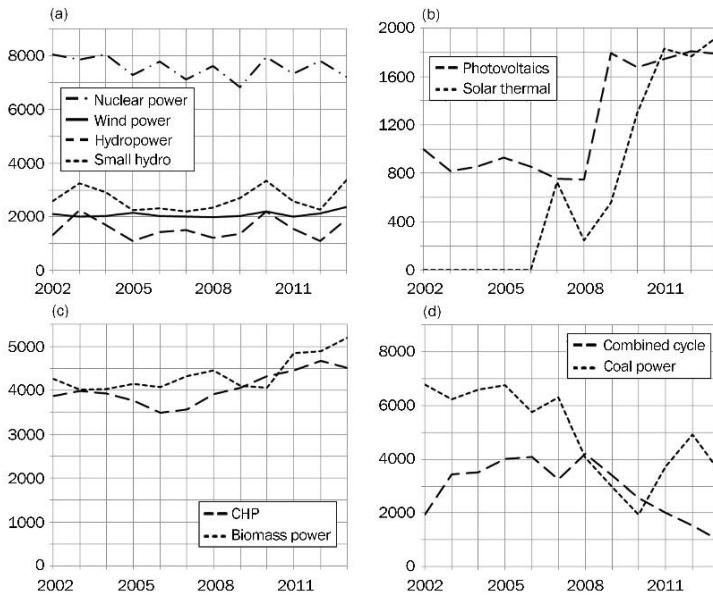 (a)
8000
6000
4000
2000
0
Nuclear power
Wind power
Hydropower
Small hydro
2002 2005 2008 2011
(b)
2000
1600
1200
800
400
0
Photovoltaics
Solar thermal
2002 2005 2008 2011
(c)
5000
4000
3000
2000
1000
0
CHP
Biomass power
2002 2005 2008 2011
(d)
8000
6000
4000
2000
0
Combined cycle
Coal power
2002 2005 2008 2011